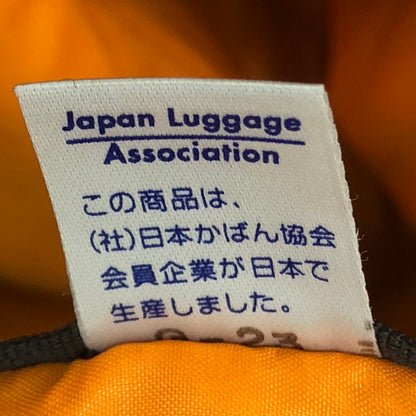 Japan Luggage
Association
この商品は、
(社)日本かばん協会
会員企業が日本で
生産しました。